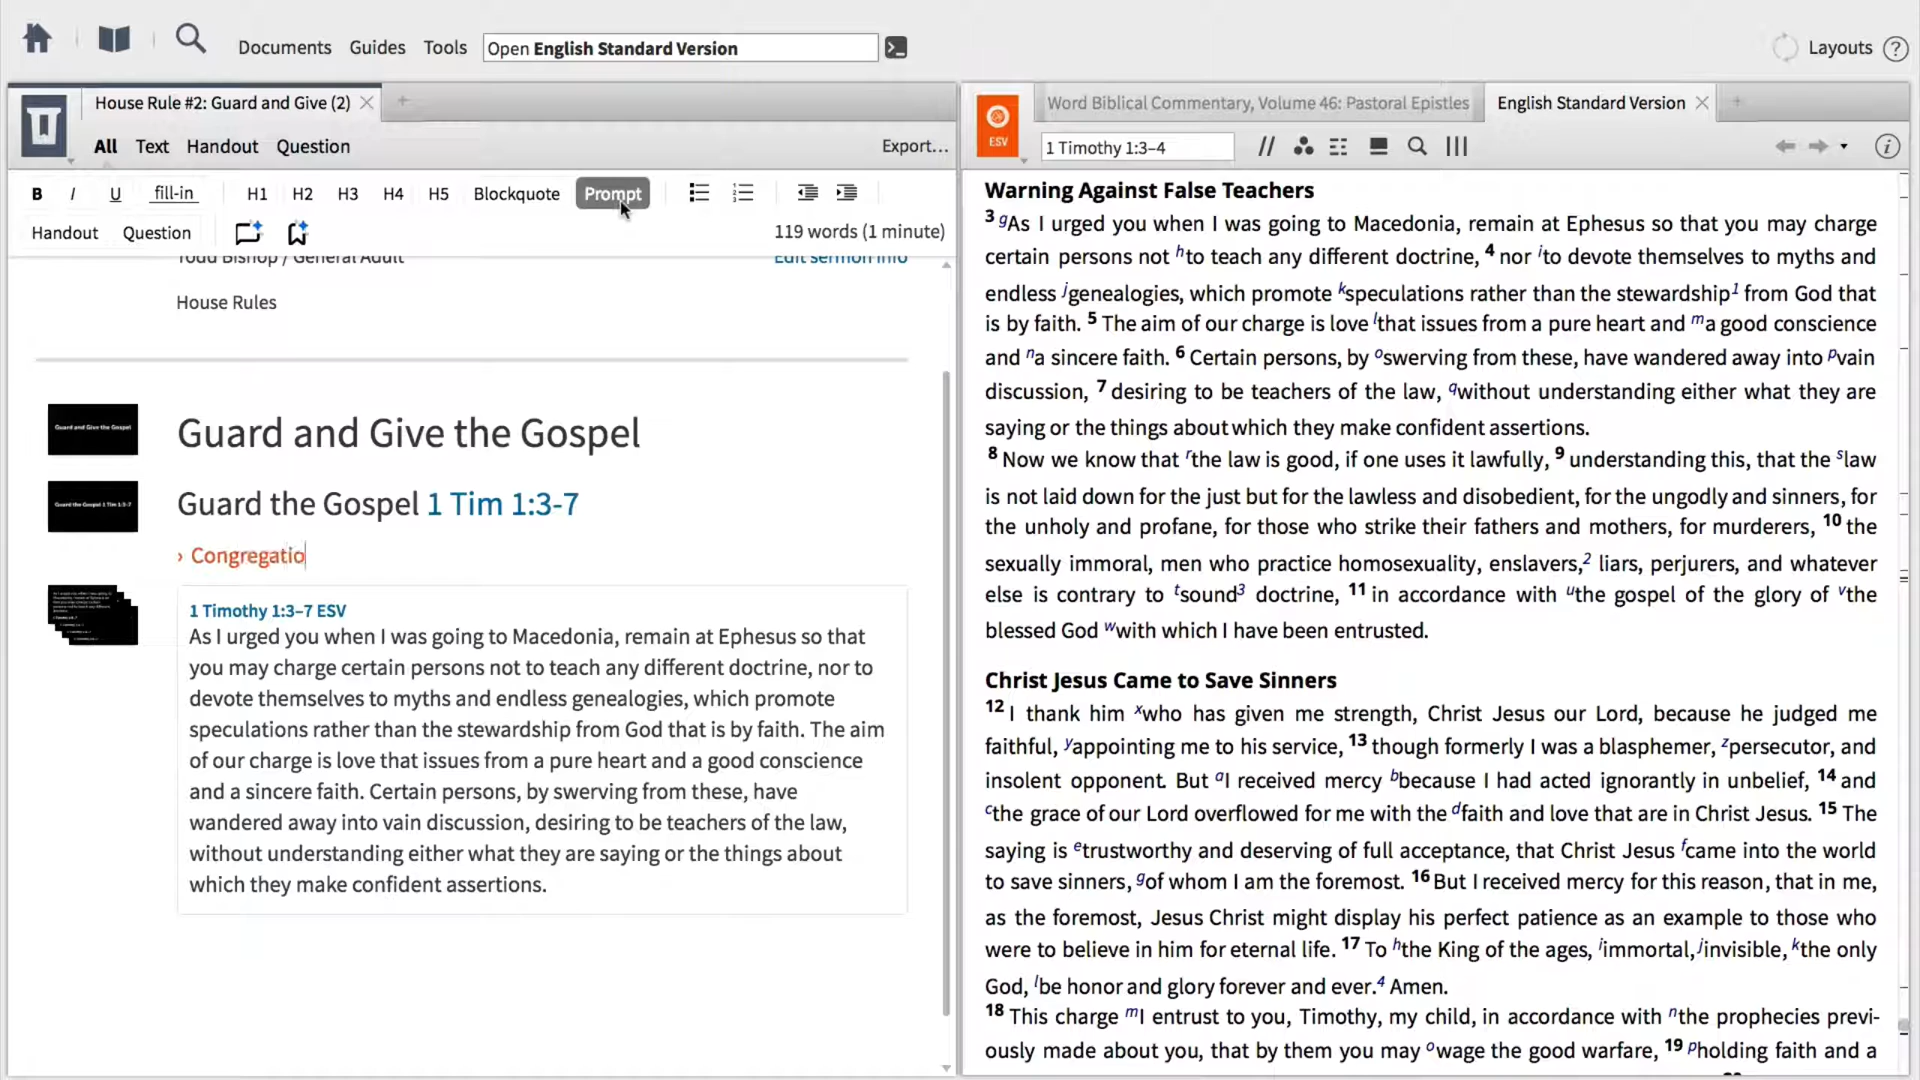 Documents Guides Tools Open English Standard Version
Layouts ?
House Rule #2: Guard and Give (2)
All Text Handout Question Export...
B I U fill-in H1 H2 H3 H4 H5 Blockquote Prompt
Handout Question 119 words (1 minute)
Todd Bishop / General Adult Edit sermon info
House Rules
Guard and Give the Gospel
Guard and Give the Gospel
Guard the Gospel 1 Tim 1:3-7
Guard the Gospel 1 Tim 1:3-7
› Congregatio
1 Timothy 1:3–7 ESV
As I urged you when I was going to Macedonia, remain at Ephesus so that
you may charge certain persons not to teach any different doctrine, nor to
devote themselves to myths and endless genealogies, which promote
speculations rather than the stewardship from God that is by faith. The aim
of our charge is love that issues from a pure heart and a good conscience
and a sincere faith. Certain persons, by swerving from these, have
wandered away into vain discussion, desiring to be teachers of the law,
without understanding either what they are saying or the things about
which they make confident assertions.
Word Biblical Commentary, Volume 46: Pastoral Epistles English Standard Version
ESV
1 Timothy 1:3–4
Warning Against False Teachers
3 gAs I urged you when I was going to Macedonia, remain at Ephesus so that you may charge
certain persons not hto teach any different doctrine, 4 nor ito devote themselves to myths and
endless jgenealogies, which promote kspeculations rather than the stewardship1 from God that
is by faith. 5 The aim of our charge is love lthat issues from a pure heart and ma good conscience
and na sincere faith. 6 Certain persons, by oswerving from these, have wandered away into pvain
discussion, 7 desiring to be teachers of the law, qwithout understanding either what they are
saying or the things about which they make confident assertions.
8 Now we know that rthe law is good, if one uses it lawfully, 9 understanding this, that the slaw
is not laid down for the just but for the lawless and disobedient, for the ungodly and sinners, for
the unholy and profane, for those who strike their fathers and mothers, for murderers, 10 the
sexually immoral, men who practice homosexuality, enslavers,2 liars, perjurers, and whatever
else is contrary to tsound3 doctrine, 11 in accordance with uthe gospel of the glory of vthe
blessed God wwith which I have been entrusted.
Christ Jesus Came to Save Sinners
12 I thank him xwho has given me strength, Christ Jesus our Lord, because he judged me
faithful, yappointing me to his service, 13 though formerly I was a blasphemer, zpersecutor, and
insolent opponent. But aI received mercy bbecause I had acted ignorantly in unbelief, 14 and
cthe grace of our Lord overflowed for me with the dfaith and love that are in Christ Jesus. 15 The
saying is etrustworthy and deserving of full acceptance, that Christ Jesus fcame into the world
to save sinners, gof whom I am the foremost. 16 But I received mercy for this reason, that in me,
as the foremost, Jesus Christ might display his perfect patience as an example to those who
were to believe in him for eternal life. 17 To hthe King of the ages, iimmortal, jinvisible, kthe only
God, lbe honor and glory forever and ever.4 Amen.
18 This charge mI entrust to you, Timothy, my child, in accordance with nthe prophecies previ-
ously made about you, that by them you may owage the good warfare, 19 pholding faith and a